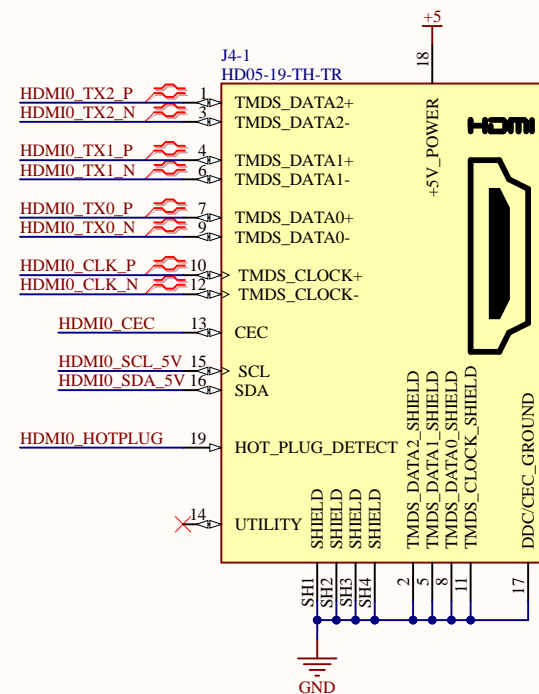 +5
18
J4-1
HD05-19-TH-TR
HDMI
+5V_POWER
HDMI0_TX2_P 1 TMDS_DATA2+
HDMI0_TX2_N 3 TMDS_DATA2-
HDMI0_TX1_P 4 TMDS_DATA1+
HDMI0_TX1_N 6 TMDS_DATA1-
HDMI0_TX0_P 7 TMDS_DATA0+
HDMI0_TX0_N 9 TMDS_DATA0-
HDMI0_CLK_P 10 TMDS_CLOCK+
HDMI0_CLK_N 12 TMDS_CLOCK-
HDMI0_CEC 13 CEC
HDMI0_SCL_5V 15 SCL
HDMI0_SDA_5V 16 SDA
HDMI0_HOTPLUG 19 HOT_PLUG_DETECT
14 UTILITY
SHIELD
SHIELD
SHIELD
SHIELD
TMDS_DATA2_SHIELD
TMDS_DATA1_SHIELD
TMDS_DATA0_SHIELD
TMDS_CLOCK_SHIELD
DDC/CEC_GROUND
SH1
SH2
SH3
SH4
2
5
8
11
17
GND